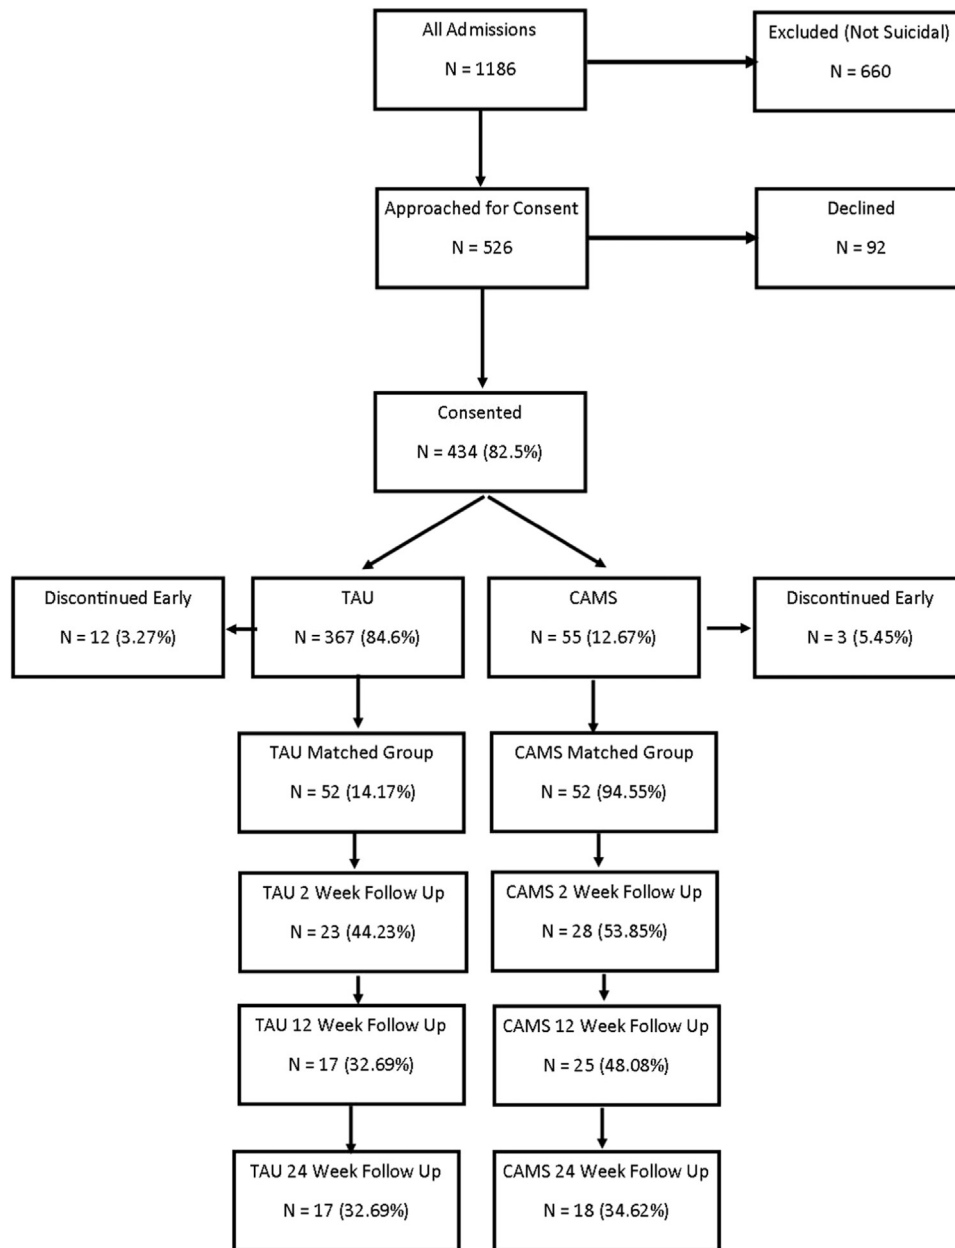 All Admissions
N = 1186
Excluded (Not Suicidal)
N = 660
Approached for Consent
N = 526
Declined
N = 92
Consented
N = 434 (82.5%)
Discontinued Early
N = 12 (3.27%)
TAU
N = 367 (84.6%)
CAMS
N = 55 (12.67%)
Discontinued Early
N = 3 (5.45%)
TAU Matched Group
N = 52 (14.17%)
CAMS Matched Group
N = 52 (94.55%)
TAU 2 Week Follow Up
N = 23 (44.23%)
CAMS 2 Week Follow Up
N = 28 (53.85%)
TAU 12 Week Follow Up
N = 17 (32.69%)
CAMS 12 Week Follow Up
N = 25 (48.08%)
TAU 24 Week Follow Up
N = 17 (32.69%)
CAMS 24 Week Follow Up
N = 18 (34.62%)